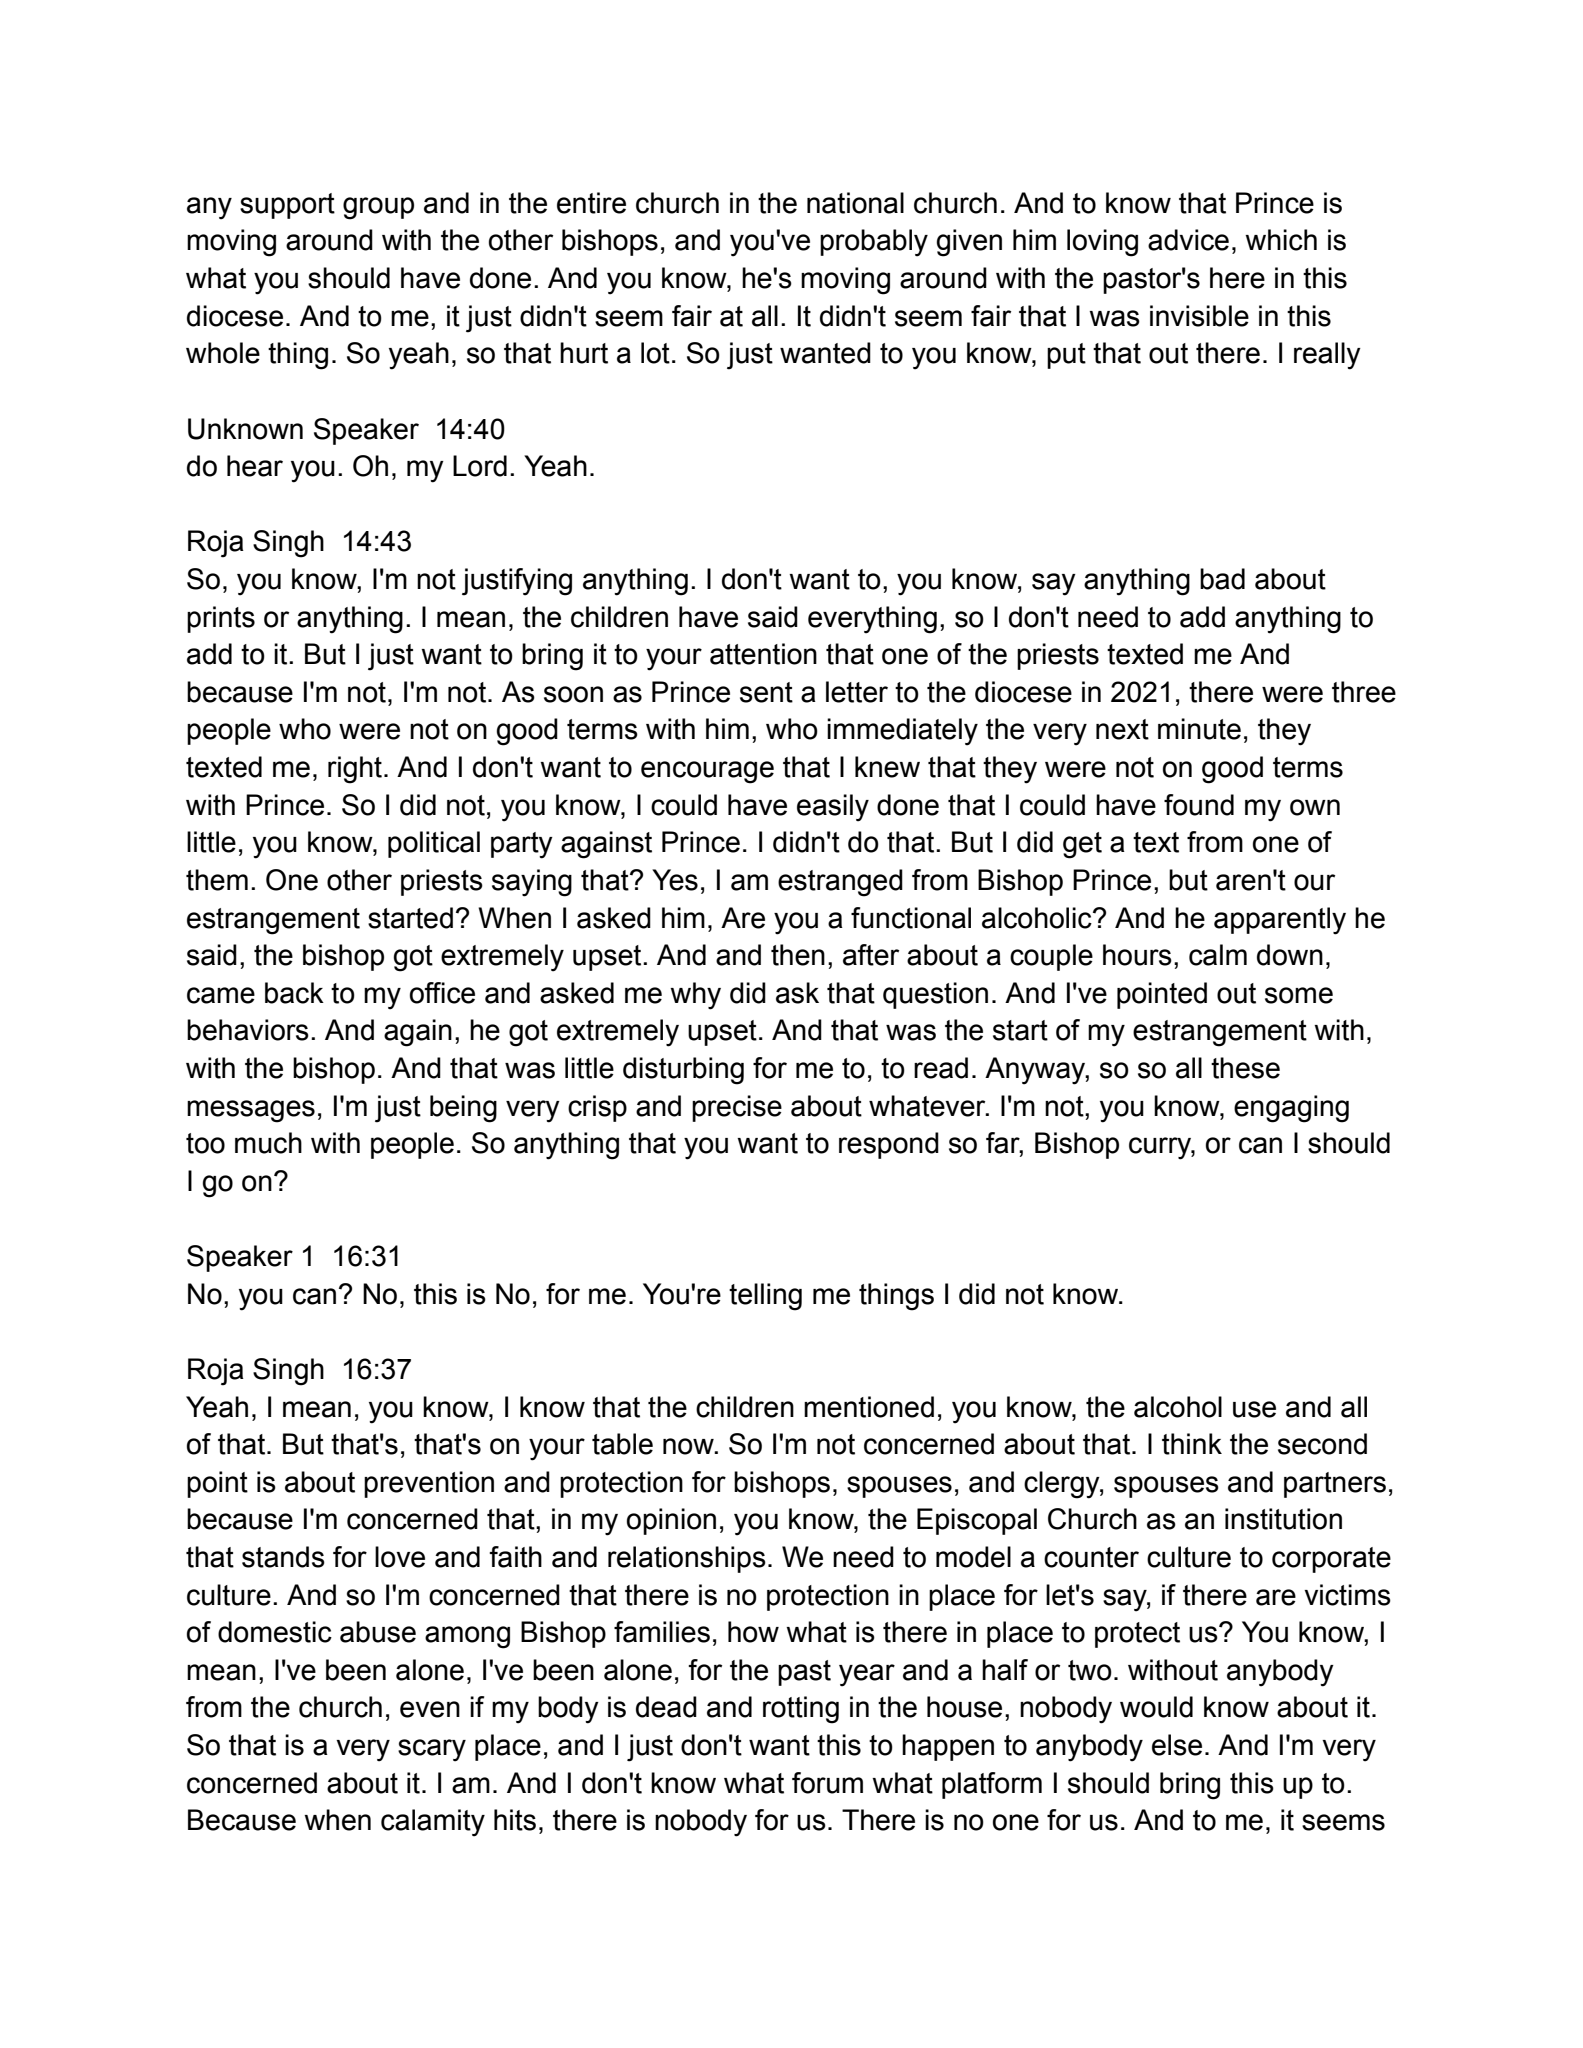 any support group and in the entire church in the national church. And to know that Prince is
moving around with the other bishops, and you've probably given him loving advice, which is
what you should have done. And you know, he's moving around with the pastor's here in this
diocese. And to me, it just didn't seem fair at all. It didn't seem fair that I was invisible in this
whole thing. So yeah, so that hurt a lot. So just wanted to you know, put that out there. I really
Unknown Speaker 14:40
do hear you. Oh, my Lord. Yeah.
Roja Singh 14:43
So, you know, I'm not justifying anything. I don't want to, you know, say anything bad about
prints or anything. I mean, the children have said everything, so I don't need to add anything to
add to it. But I just want to bring it to your attention that one of the priests texted me And
because I'm not, I'm not. As soon as Prince sent a letter to the diocese in 2021, there were three
people who were not on good terms with him, who immediately the very next minute, they
texted me, right. And I don't want to encourage that I knew that they were not on good terms
with Prince. So I did not, you know, I could have easily done that I could have found my own
little, you know, political party against Prince. I didn't do that. But I did get a text from one of
them. One other priests saying that? Yes, I am estranged from Bishop Prince, but aren't our
estrangement started? When I asked him, Are you a functional alcoholic? And he apparently he
said, the bishop got extremely upset. And and then, after about a couple hours, calm down,
came back to my office and asked me why did ask that question. And I've pointed out some
behaviors. And again, he got extremely upset. And that was the start of my estrangement with,
with the bishop. And that was little disturbing for me to, to read. Anyway, so so all these
messages, I'm just being very crisp and precise about whatever. I'm not, you know, engaging
too much with people. So anything that you want to respond so far, Bishop curry, or can I should
I go on?
Speaker 1 16:31
No, you can? No, this is No, for me. You're telling me things I did not know.
Roja Singh 16:37
Yeah, I mean, you know, I know that the children mentioned, you know, the alcohol use and all
of that. But that's, that's on your table now. So I'm not concerned about that. I think the second
point is about prevention and protection for bishops, spouses, and clergy, spouses and partners,
because I'm concerned that, in my opinion, you know, the Episcopal Church as an institution
that stands for love and faith and relationships. We need to model a counter culture to corporate
culture. And so I'm concerned that there is no protection in place for let's say, if there are victims
of domestic abuse among Bishop families, how what is there in place to protect us? You know, I
mean, I've been alone, I've been alone, for the past year and a half or two. without anybody
from the church, even if my body is dead and rotting in the house, nobody would know about it.
So that is a very scary place, and I just don't want this to happen to anybody else. And I'm very
concerned about it. I am. And I don't know what forum what platform I should bring this up to.
Because when calamity hits, there is nobody for us. There is no one for us. And to me, it seems